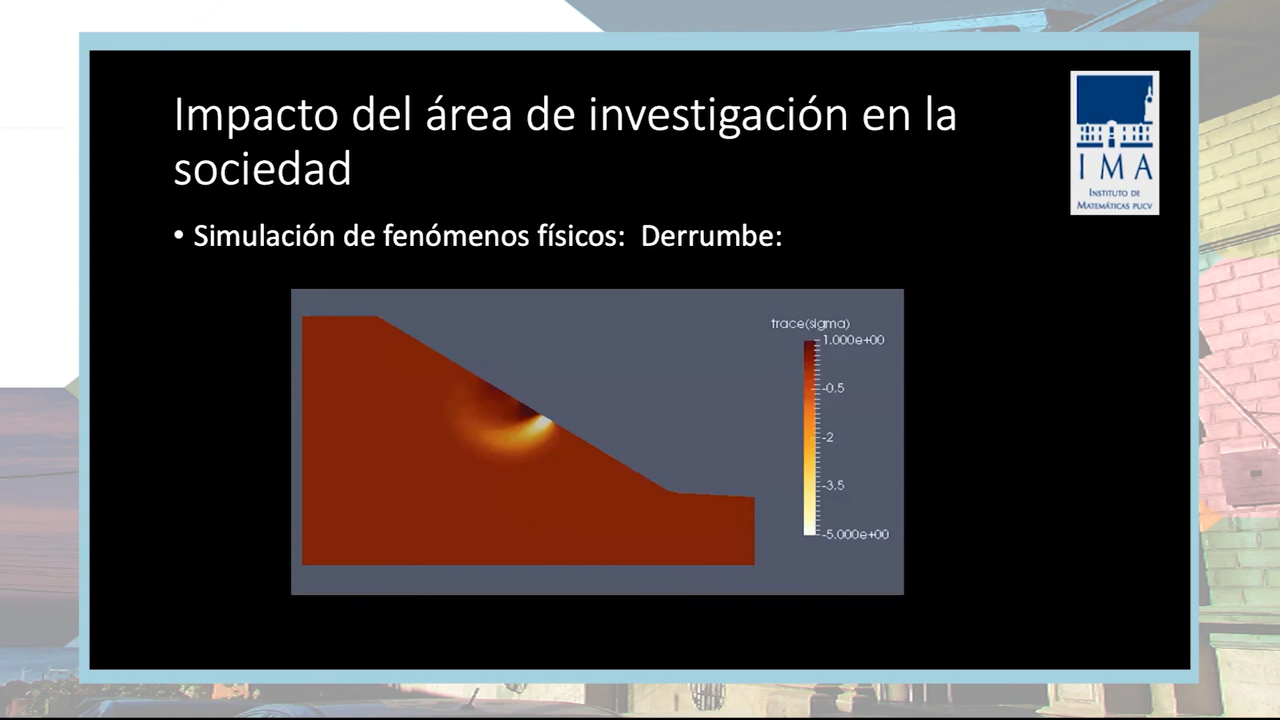 Impacto del área de investigación en la
sociedad
• Simulación de fenómenos físicos:  Derrumbe:
IMA
INSTITUTO DE
MATEMÁTICAS PUCV
trace(sigma)
1.000e+00
-0.5
-2
-3.5
-5.000e+00